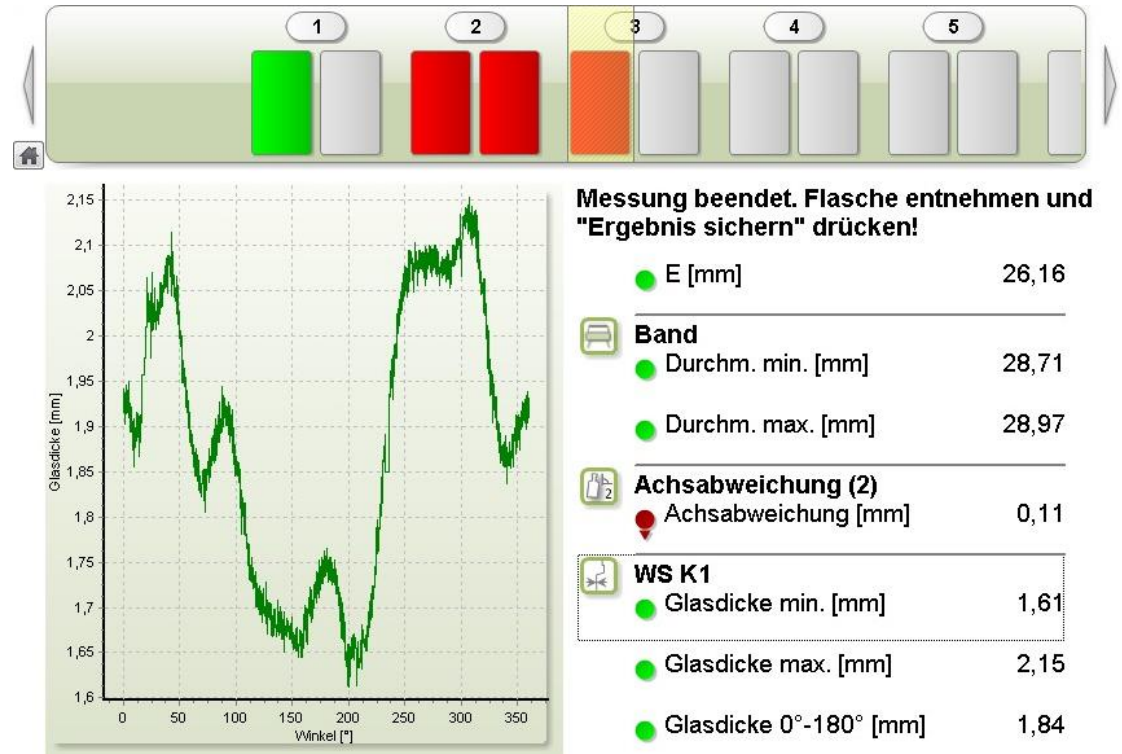 1
2
3
4
5
Messung beendet. Flasche entnehmen und
"Ergebnis sichern" drücken!
E [mm] 26,16
Band
Durchm. min. [mm] 28,71
Durchm. max. [mm] 28,97
2
Achsabweichung (2)
Achsabweichung [mm] 0,11
WS K1
Glasdicke min. [mm] 1,61
Glasdicke max. [mm] 2,15
Glasdicke 0°-180° [mm] 1,84
Glasdicke [mm]
2,15
2,1
2,05
2
1,95
1,9
1,85
1,8
1,75
1,7
1,65
1,6
0 50 100 150 200 250 300 350
Winkel [°]